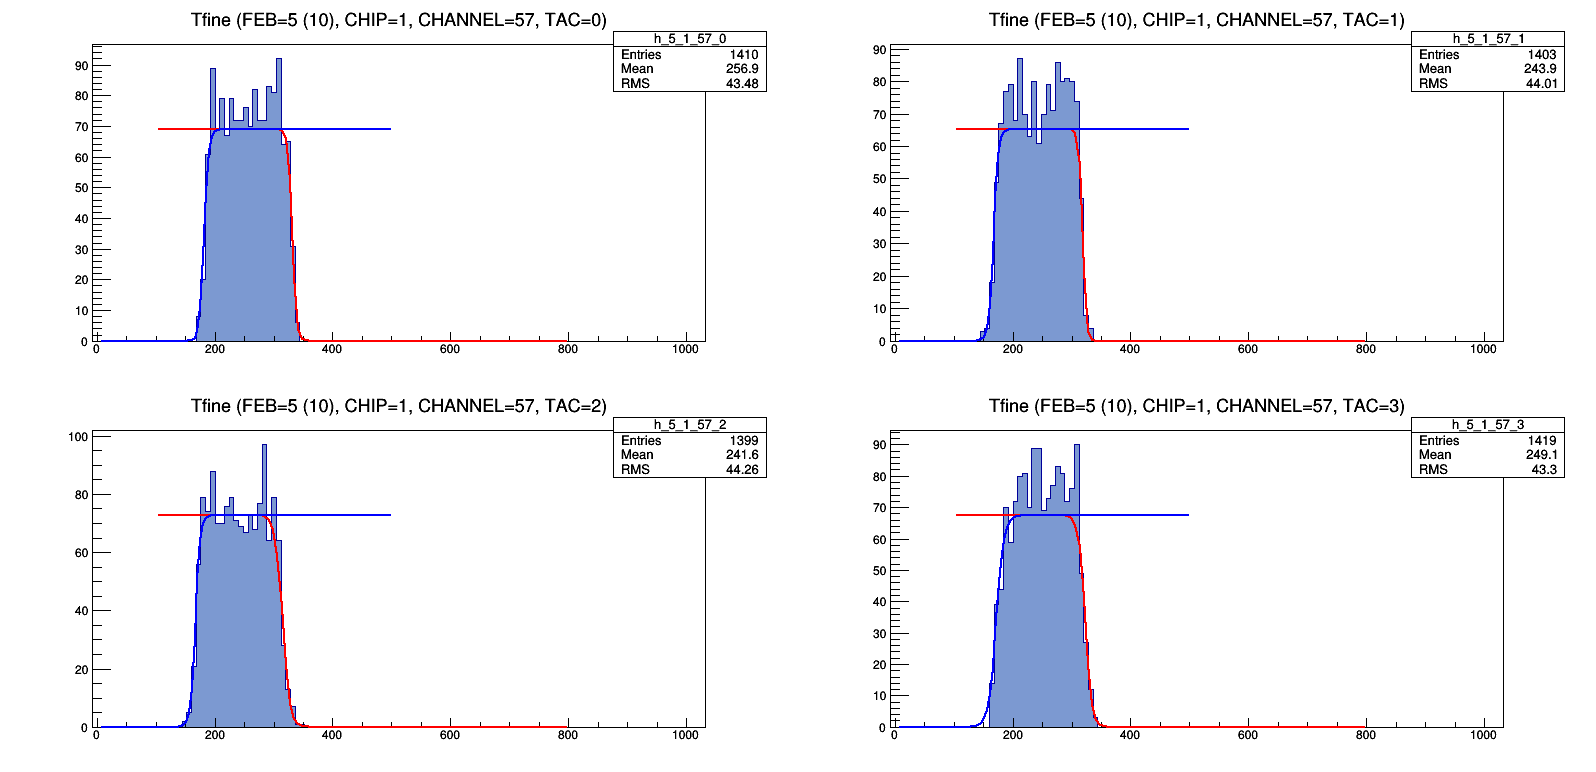 Tfine (FEB=5 (10), CHIP=1, CHANNEL=57, TAC=0)
h_5_1_57_0
Entries 1410
Mean 256.9
RMS 43.48
90
80
70
60
50
40
30
20
10
0
0 200 400 600 800 1000
Tfine (FEB=5 (10), CHIP=1, CHANNEL=57, TAC=1)
h_5_1_57_1
Entries 1403
Mean 243.9
RMS 44.01
90
80
70
60
50
40
30
20
10
0
0 200 400 600 800 1000
Tfine (FEB=5 (10), CHIP=1, CHANNEL=57, TAC=2)
h_5_1_57_2
Entries 1399
Mean 241.6
RMS 44.26
100
80
60
40
20
0
0 200 400 600 800 1000
Tfine (FEB=5 (10), CHIP=1, CHANNEL=57, TAC=3)
h_5_1_57_3
Entries 1419
Mean 249.1
RMS 43.3
90
80
70
60
50
40
30
20
10
0
0 200 400 600 800 1000